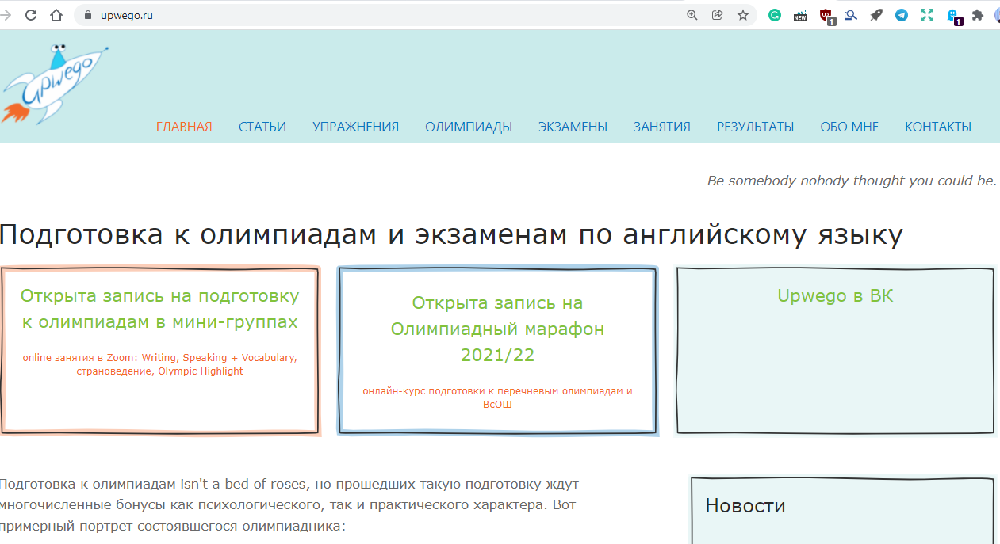 upwego.ru
NEW
1
1
upwego
ГЛАВНАЯ СТАТЬИ УПРАЖНЕНИЯ ОЛИМПИАДЫ ЭКЗАМЕНЫ ЗАНЯТИЯ РЕЗУЛЬТАТЫ ОБО МНЕ КОНТАКТЫ
Be somebody nobody thought you could be.
Подготовка к олимпиадам и экзаменам по английскому языку
Открыта запись на подготовку
к олимпиадам в мини-группах
online занятия в Zoom: Writing, Speaking + Vocabulary,
страноведение, Olympic Highlight
Открыта запись на
Олимпиадный марафон
2021/22
онлайн-курс подготовки к перечневым олимпиадам и
ВсОШ
Upwego в ВК
Подготовка к олимпиадам isn't a bed of roses, но прошедших такую подготовку ждут
многочисленные бонусы как психологического, так и практического характера. Вот
примерный портрет состоявшегося олимпиадника:
Новости